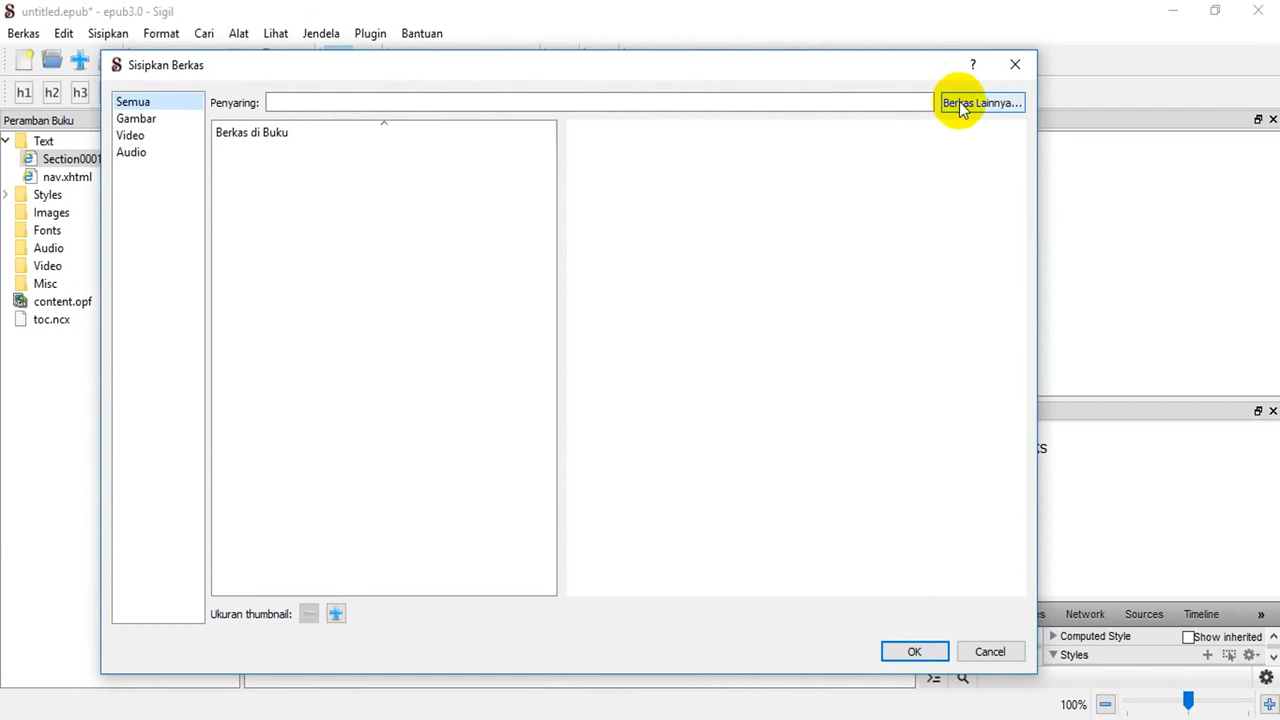 untitled.epub* - epub3.0 - Sigil
Berkas Edit Sisipkan Format Cari Alat Lihat Jendela Plugin Bantuan
Sisipkan Berkas
h1 h2 h3
Semua
Gambar
Video
Audio
Penyaring:
Berkas Lainnya...
Berkas di Buku
Peramban Buku
Text
Section0001
nav.xhtml
Styles
Images
Fonts
Audio
Video
Misc
content.opf
toc.ncx
Ukuran thumbnail:
OK Cancel
Network Sources Timeline »
Computed Style Show inherited
Styles
100%